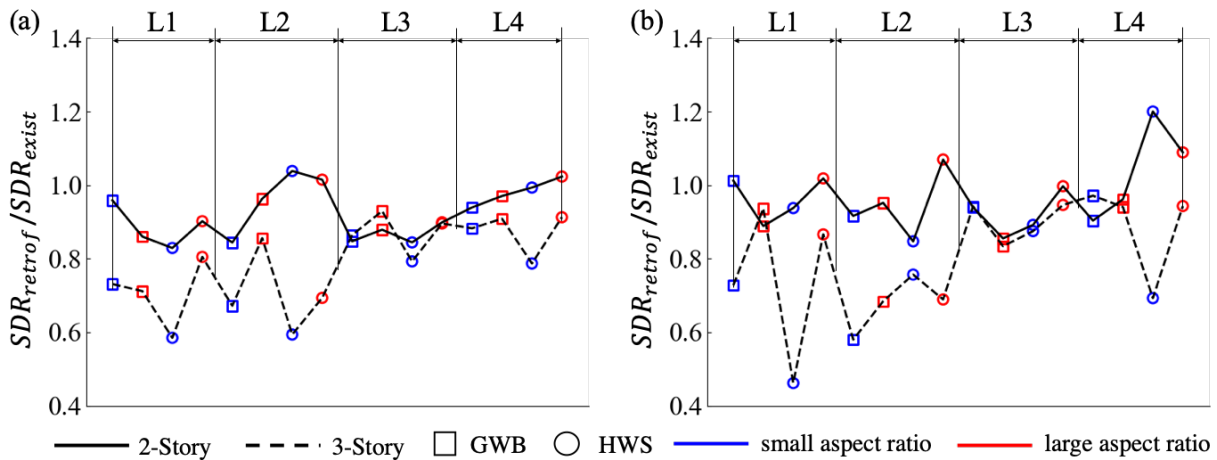 (a) L1 L2 L3 L4
1.4
1.2
1.0
0.8
0.6
0.4
SDR_retrof/SDR_exist
(b) L1 L2 L3 L4
1.4
1.2
1.0
0.8
0.6
0.4
SDR_retrof/SDR_exist
2-Story 3-Story GWB HWS small aspect ratio large aspect ratio